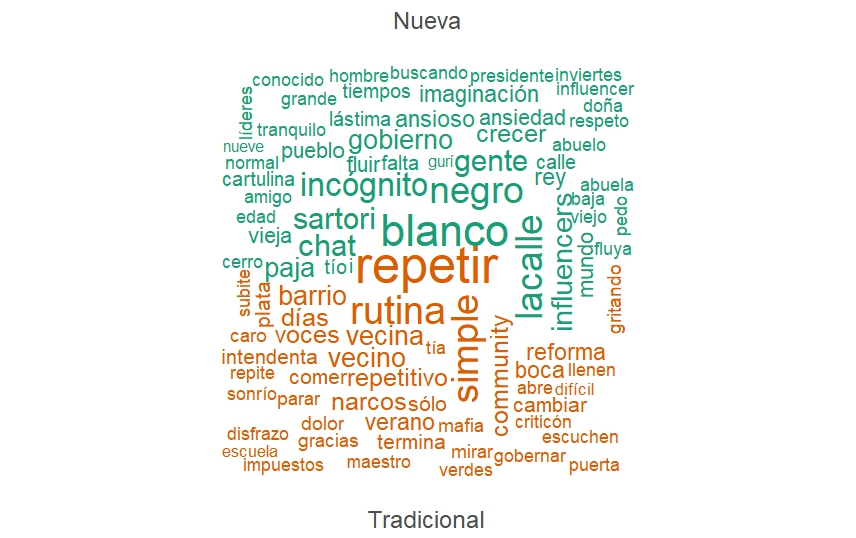 Nueva
conocido hombre buscando presidente inviertes
líderes grande tiempos imaginación influencer
doña
lástima ansioso ansiedad respeto
tranquilo gobierno crecer
nueve pueblo gente abuelo
normal fluir falta gurí calle
cartulina incógnito negro rey abuela
amigo baja
edad sartori blanco lacalle influencers viejo pedo
vieja chat mundo fluya
cerro paja tío i
repetir
subite plata barrio rutina simple gritando
días
caro voces vecina tía community reforma
intendenta vecino boca llenen
repite comer repetitivo abre difícil
sonrío parar narcos sólo cambiar
dolor verano mafia criticón
disfrazo gracias termina escuchen
escuela mirar gobernar
impuestos maestro verdes puerta
Tradicional